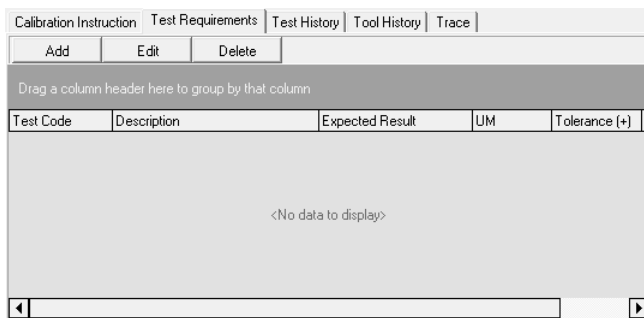 Calibration Instruction Test Requirements Test History Tool History Trace
Add Edit Delete
Drag a column header here to group by that column
Test Code Description Expected Result UM Tolerance (+)
<No data to display>